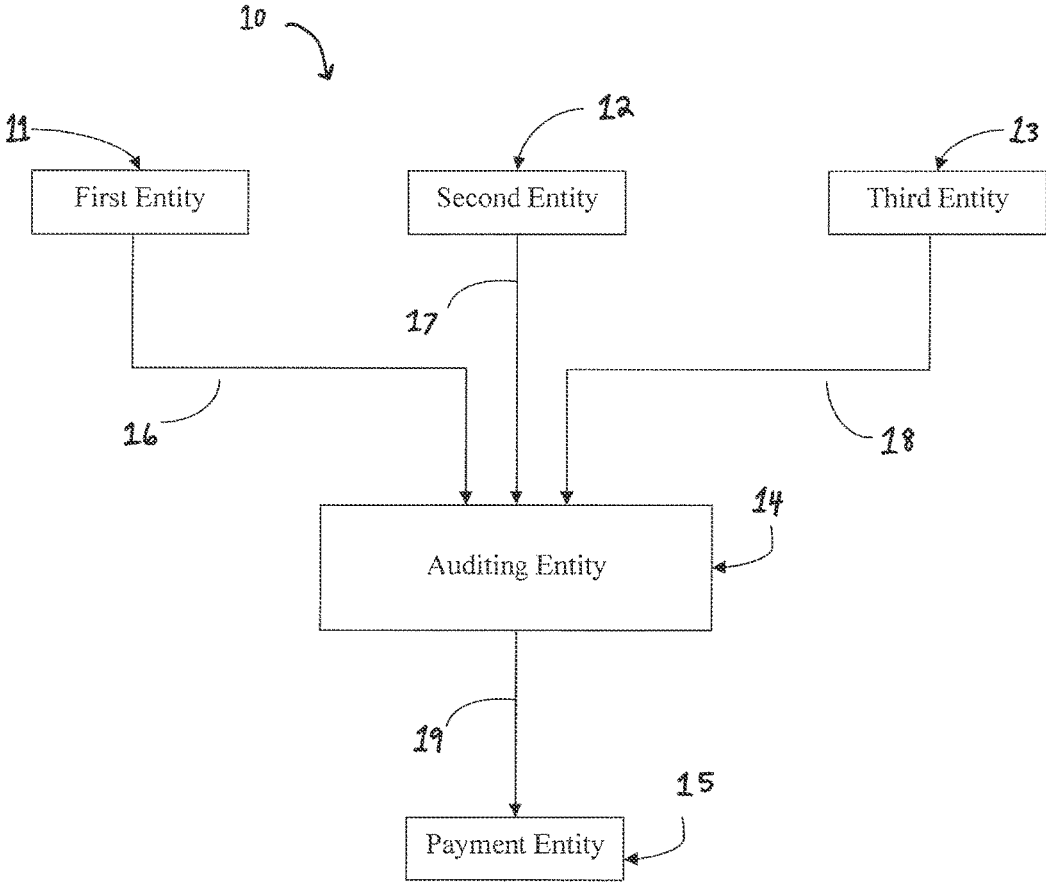 10
11
12
13
First Entity
Second Entity
Third Entity
17
16
18
14
Auditing Entity
19
15
Payment Entity